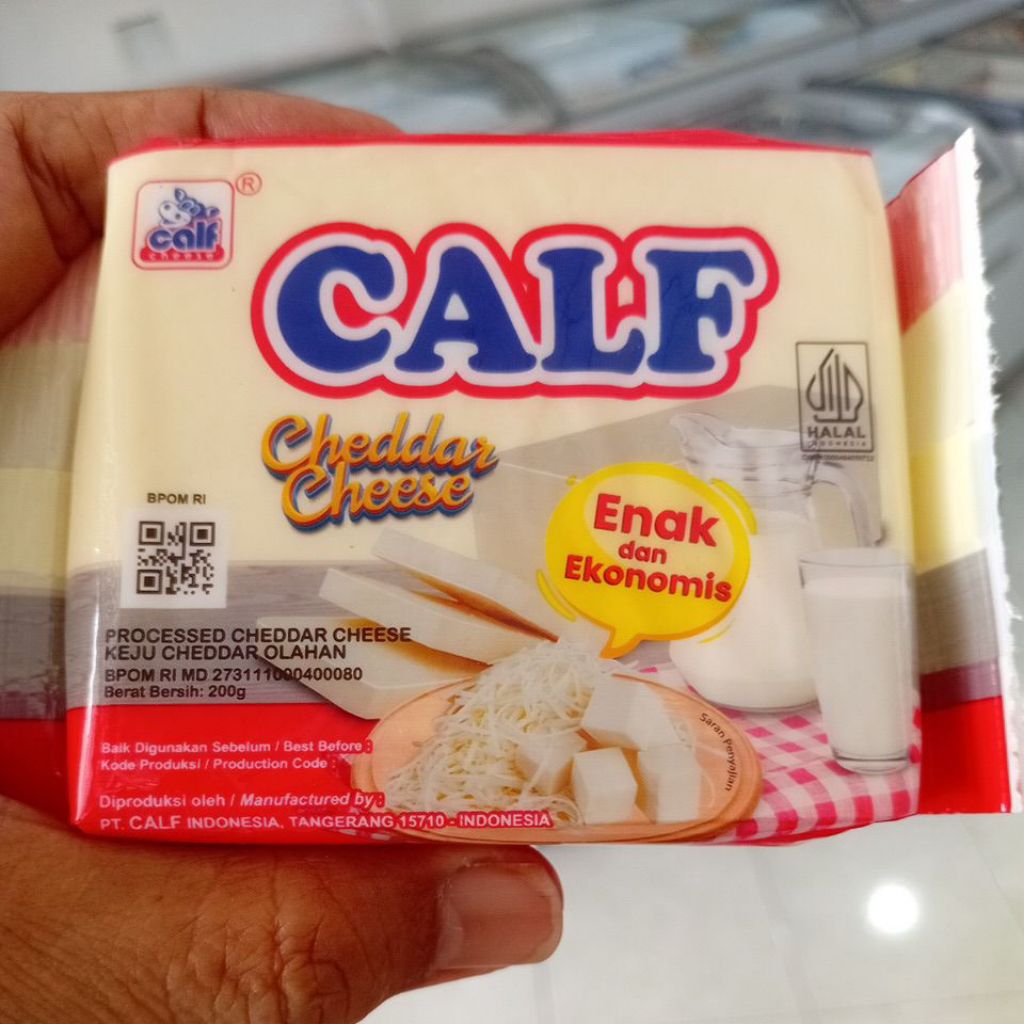 calf
cheese
®
CALF
Cheddar
Cheese
HALAL
INDONESIA
BPOM RI
Enak
dan
Ekonomis
PROCESSED CHEDDAR CHEESE
KEJU CHEDDAR OLAHAN
BPOM RI MD 273111000400080
Berat Bersih: 200g
Saran Penyajian
Baik Digunakan Sebelum / Best Before :
Kode Produksi / Production Code :
Diproduksi oleh / Manufactured by :
PT. CALF INDONESIA, TANGERANG 15710 - INDONESIA